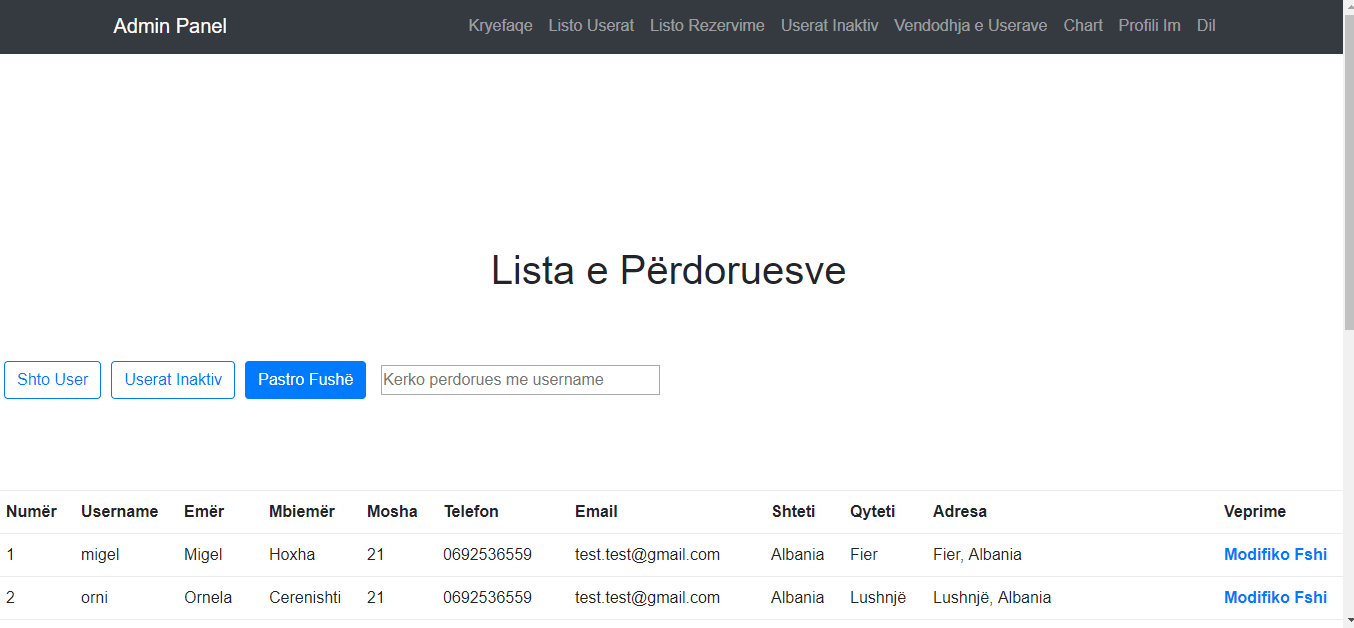 Admin Panel Kryefaqe Listo Userat Listo Rezervime Userat Inaktiv Vendodhja e Userave Chart Profili Im Dil
Lista e Përdoruesve
Shto User Userat Inaktiv Pastro Fushë Kerko perdorues me username
Numër Username Emër Mbiemër Mosha Telefon Email Shteti Qyteti Adresa Veprime
1 migel Migel Hoxha 21 0692536559 test.test@gmail.com Albania Fier Fier, Albania Modifiko Fshi
2 orni Ornela Cerenishti 21 0692536559 test.test@gmail.com Albania Lushnjë Lushnjë, Albania Modifiko Fshi